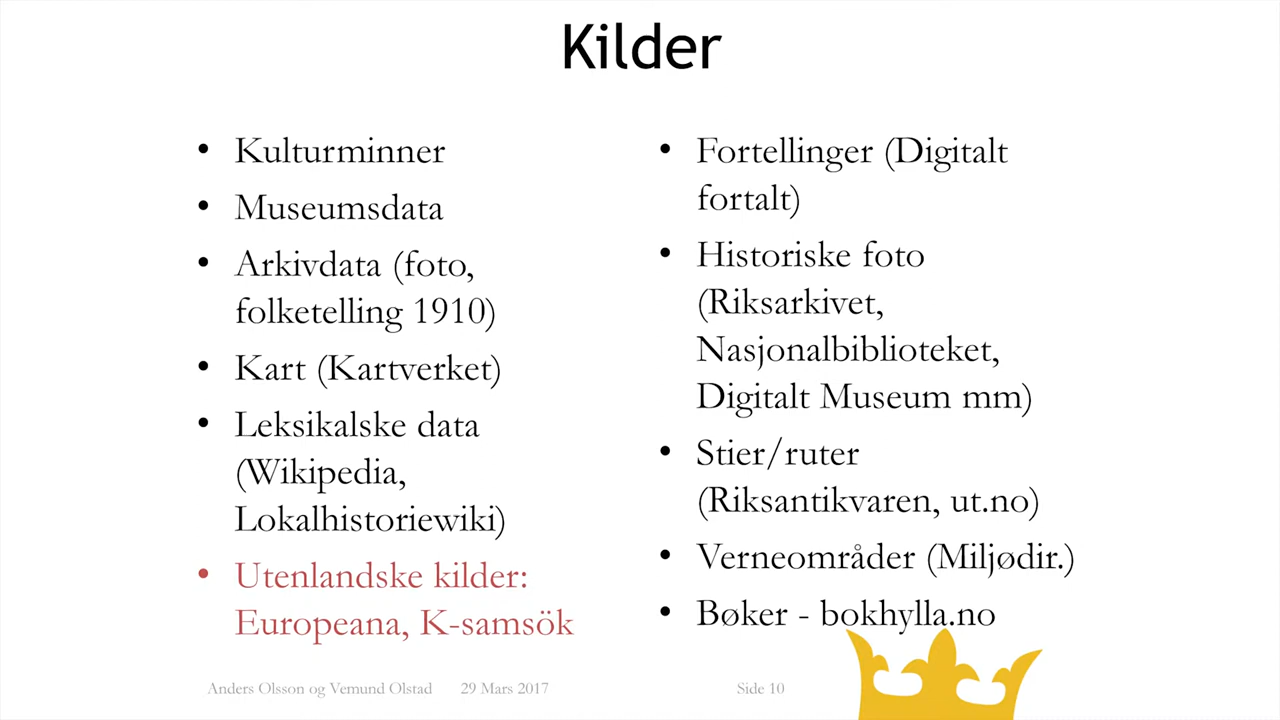 Kilder
• Kulturminner
• Museumsdata
• Arkivdata (foto,
folketelling 1910)
• Kart (Kartverket)
• Leksikalske data
(Wikipedia,
Lokalhistoriewiki)
• Utenlandske kilder:
Europeana, K-samsök
• Fortellinger (Digitalt
fortalt)
• Historiske foto
(Riksarkivet,
Nasjonalbiblioteket,
Digitalt Museum mm)
• Stier/ruter
(Riksantikvaren, ut.no)
• Verneområder (Miljødir.)
• Bøker - bokhylla.no
Anders Olsson og Vemund Olstad 29 Mars 2017 Side 10